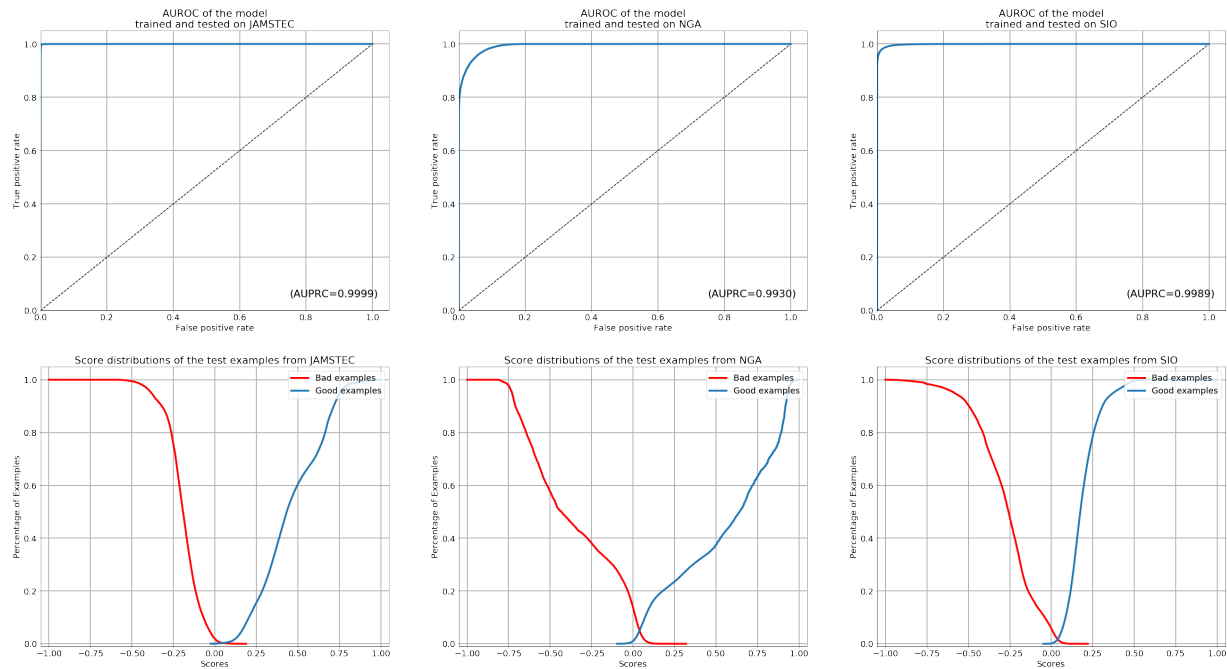 AUROC of the model
trained and tested on JAMSTEC
True positive rate
1.0
0.8
0.6
0.4
0.2
0.0
0.0 0.2 0.4 0.6 0.8 1.0
False positive rate
(AUPRC=0.9999)
AUROC of the model
trained and tested on NGA
True positive rate
1.0
0.8
0.6
0.4
0.2
0.0
0.0 0.2 0.4 0.6 0.8 1.0
False positive rate
(AUPRC=0.9930)
AUROC of the model
trained and tested on SIO
True positive rate
1.0
0.8
0.6
0.4
0.2
0.0
0.0 0.2 0.4 0.6 0.8 1.0
False positive rate
(AUPRC=0.9989)
Score distributions of the test examples from JAMSTEC
Bad examples
Good examples
Percentage of Examples
1.0
0.8
0.6
0.4
0.2
0.0
−1.00 −0.75 −0.50 −0.25 0.00 0.25 0.50 0.75 1.00
Scores
Score distributions of the test examples from NGA
Bad examples
Good examples
Percentage of Examples
1.0
0.8
0.6
0.4
0.2
0.0
−1.00 −0.75 −0.50 −0.25 0.00 0.25 0.50 0.75 1.00
Scores
Score distributions of the test examples from SIO
Bad examples
Good examples
Percentage of Examples
1.0
0.8
0.6
0.4
0.2
0.0
−1.00 −0.75 −0.50 −0.25 0.00 0.25 0.50 0.75 1.00
Scores